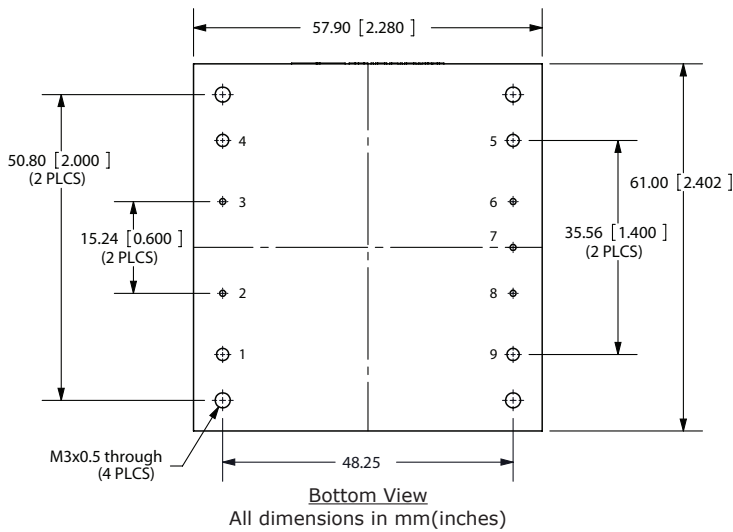 57.90 [2.280]
4
5
50.80 [2.000 ]
(2 PLCS)
61.00 [2.402]
3
6
15.24 [0.600 ]
(2 PLCS)
7
35.56 [1.400 ]
(2 PLCS)
2
8
1
9
M3x0.5 through
(4 PLCS)
48.25
Bottom View
All dimensions in mm(inches)